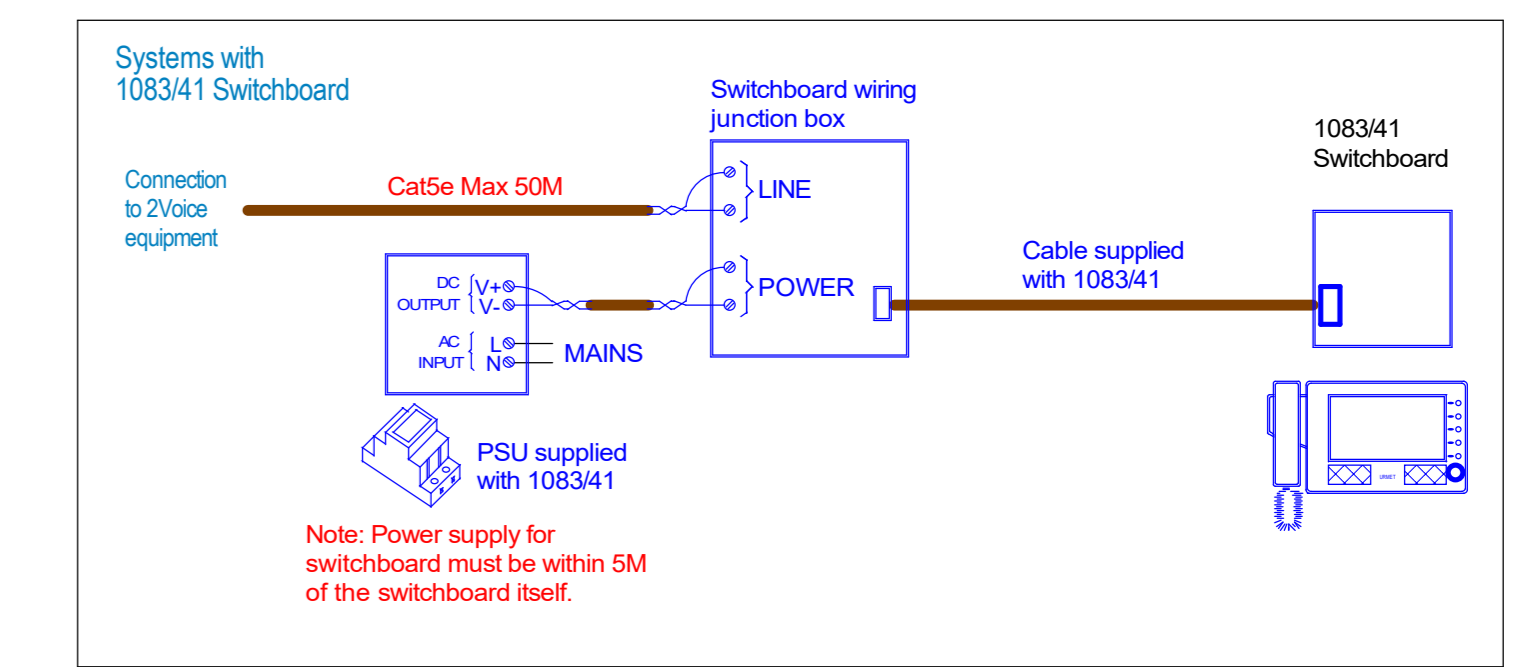 Systems with
1083/41 Switchboard
Switchboard wiring
junction box
1083/41
Switchboard
Connection
to 2Voice
equipment
Cat5e Max 50M
LINE
DC
OUTPUT
V+
V-
AC
INPUT
L
N
MAINS
POWER
Cable supplied
with 1083/41
PSU supplied
with 1083/41
URMET
Note: Power supply for
switchboard must be within 5M
of the switchboard itself.